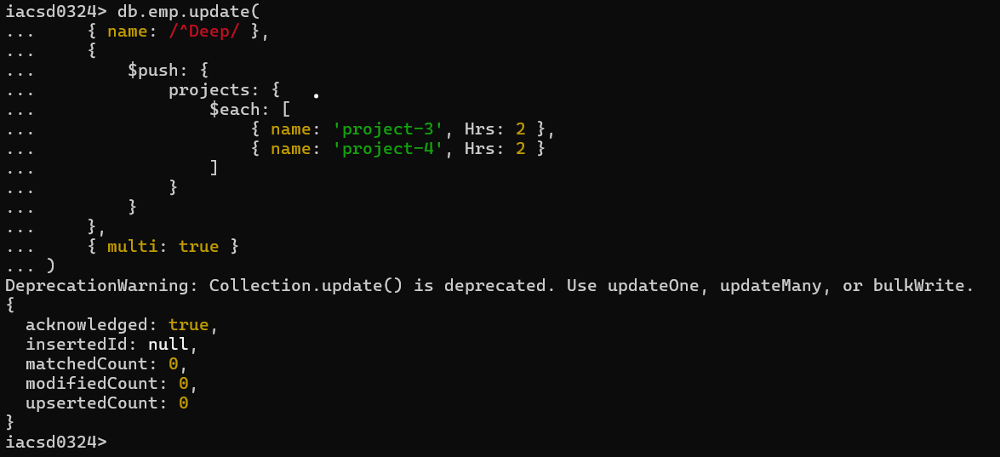 iacsd0324> db.emp.update(
...     { name: /^Deep/ },
...     {
...         $push: {
...             projects: {
...                 $each: [
...                     { name: 'project-3', Hrs: 2 },
...                     { name: 'project-4', Hrs: 2 }
...                 ]
...             }
...         }
...     },
...     { multi: true }
... )
DeprecationWarning: Collection.update() is deprecated. Use updateOne, updateMany, or bulkWrite.
{
  acknowledged: true,
  insertedId: null,
  matchedCount: 0,
  modifiedCount: 0,
  upsertedCount: 0
}
iacsd0324>